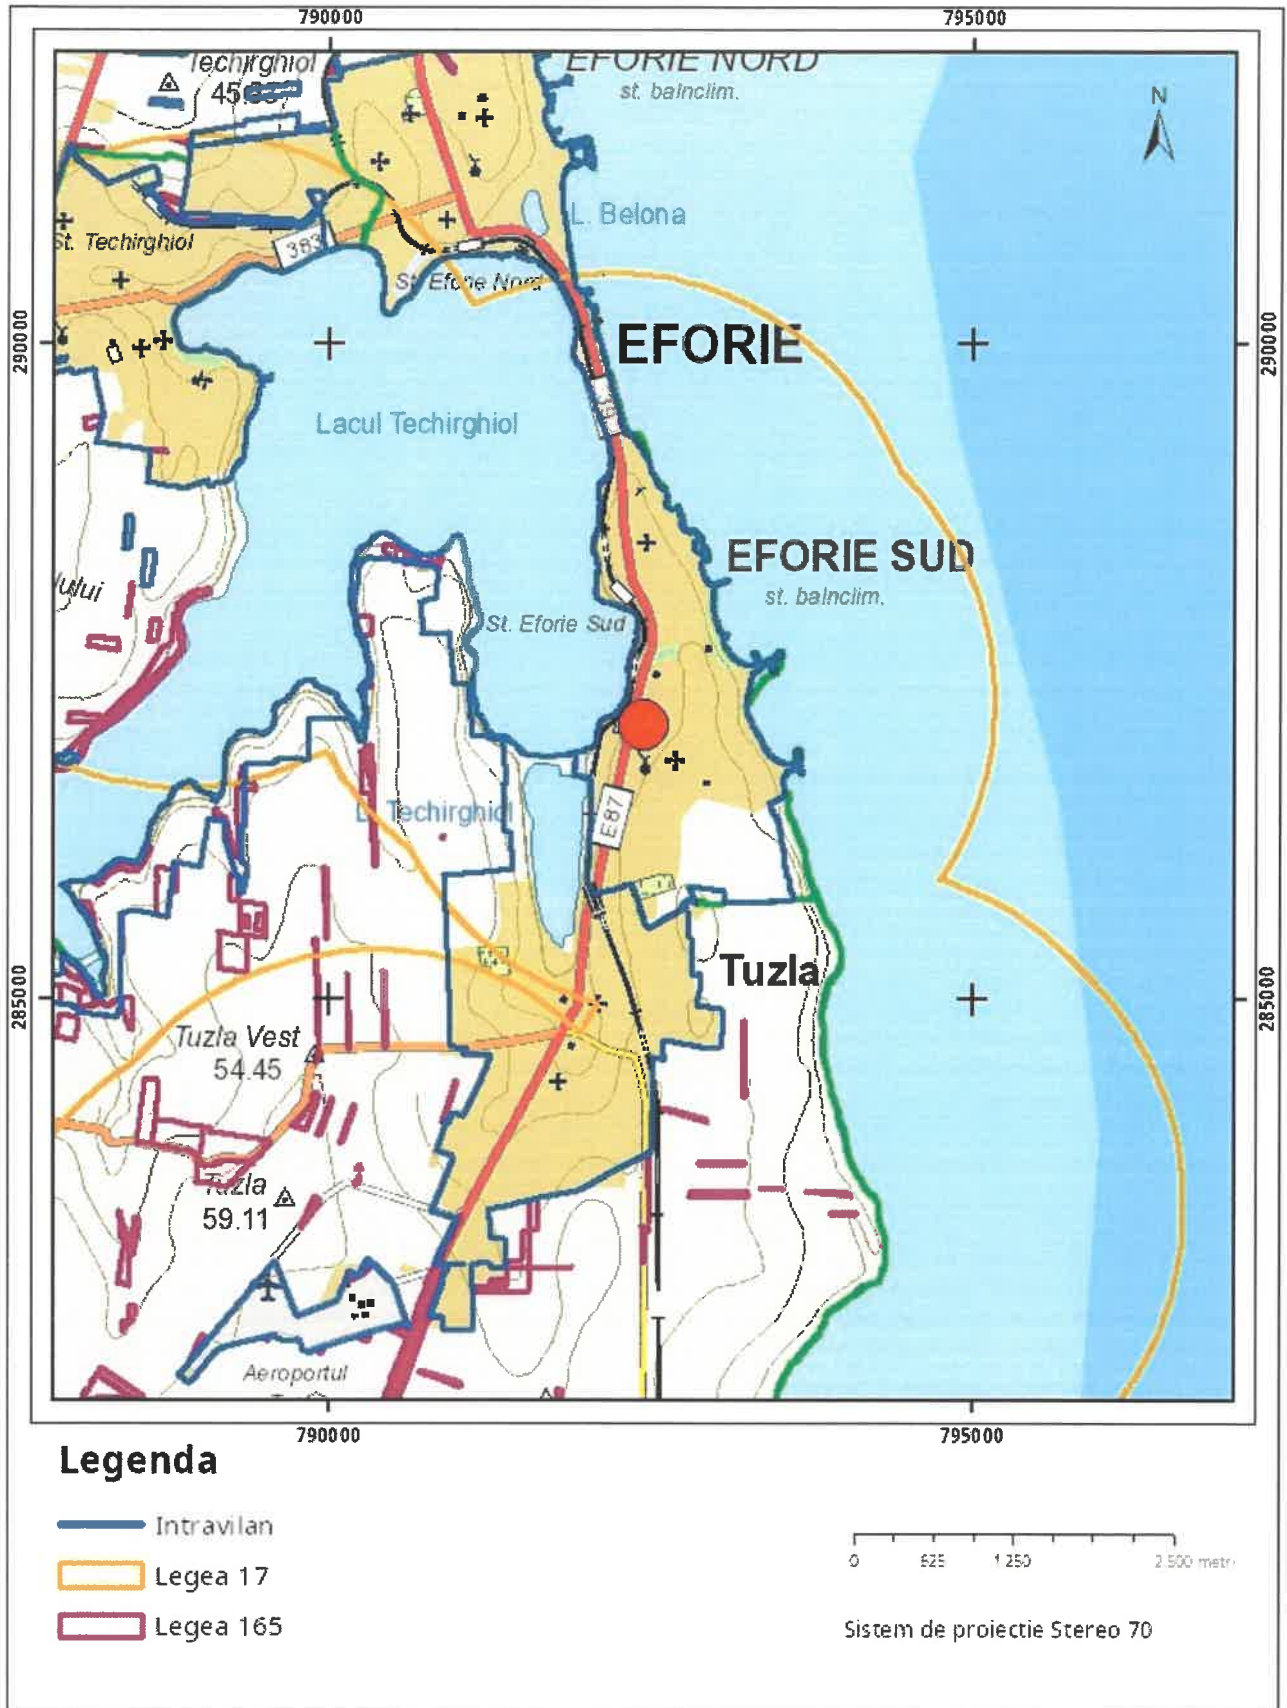 790000 795000
Techirghiol
EFORIE NORD
st. balnclim.
N
L. Belona
St. Techirghiol
383
St. Eforie Nord
290000 290000
EFORIE
Lacul Techirghiol
39
EFORIE SUD
st. balnclim.
St. Eforie Sud
L. Techirghiol
E87
Tuzla
285000 285000
Tuzla Vest
54.45
Tuzla
59.11
Aeroportul
790000 795000
Legenda
Intravilan
Legea 17
Legea 165
0 625 1.250 2.500 metri
Sistem de proiectie Stereo 70